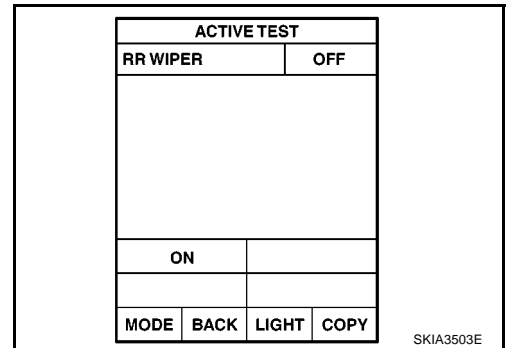 ACTIVE TEST
RR WIPER OFF
ON
MODE BACK LIGHT COPY
SKIA3503E